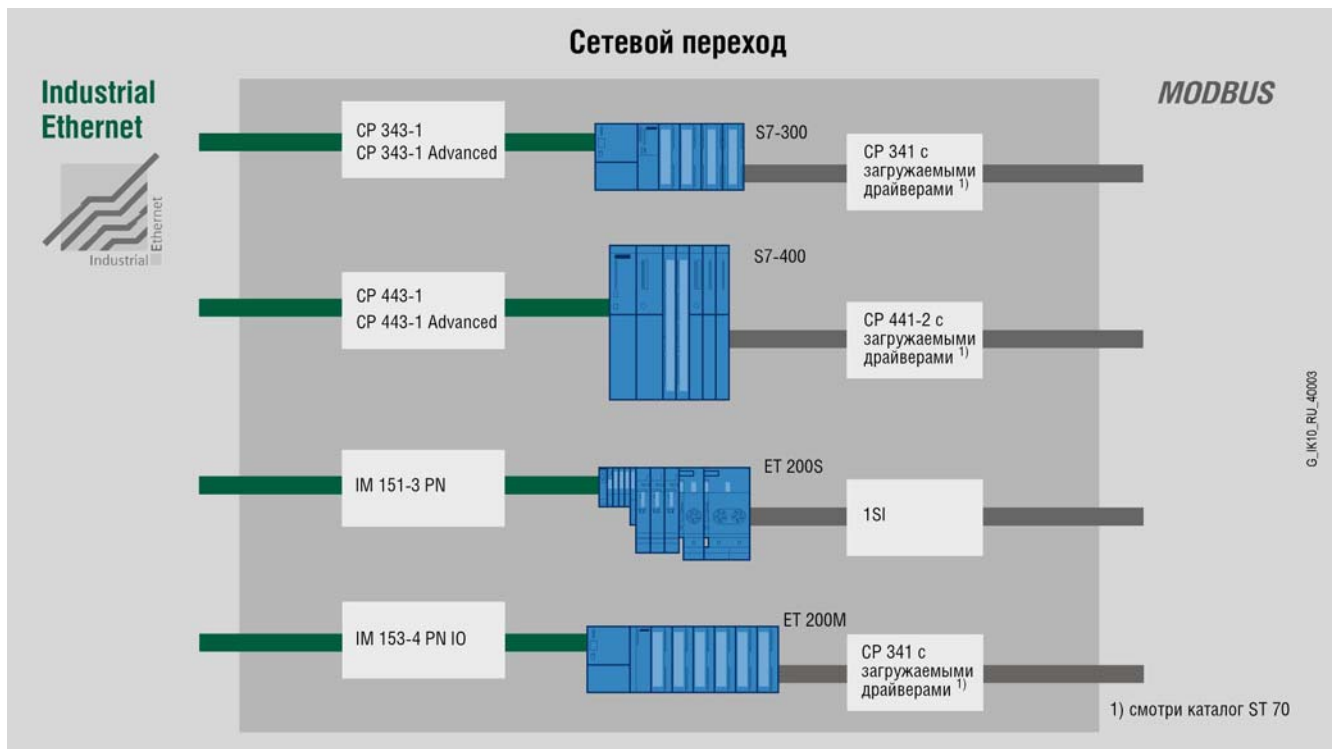 Сетевой переход
Industrial
Ethernet
Industrial
Ethernet
MODBUS
CP 343-1
CP 343-1 Advanced
S7-300
CP 341 с
загружаемыми
драйверами 1)
CP 443-1
CP 443-1 Advanced
S7-400
CP 441-2 с
загружаемыми
драйверами 1)
IM 151-3 PN
ET 200S
1SI
IM 153-4 PN IO
ET 200M
CP 341 с
загружаемыми
драйверами 1)
1) смотри каталог ST 70
G_IK10_RU_40003